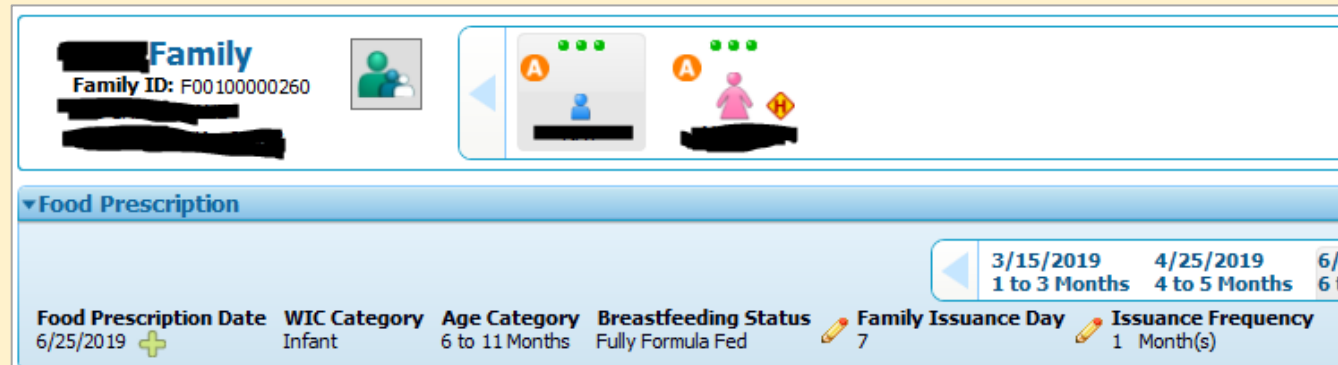 Family
Family ID: F00100000260
A
A
H
Food Prescription
3/15/2019 4/25/2019 6/
1 to 3 Months 4 to 5 Months 6
Food Prescription Date WIC Category Age Category Breastfeeding Status Family Issuance Day Issuance Frequency
6/25/2019 Infant 6 to 11 Months Fully Formula Fed 7 1 Month(s)